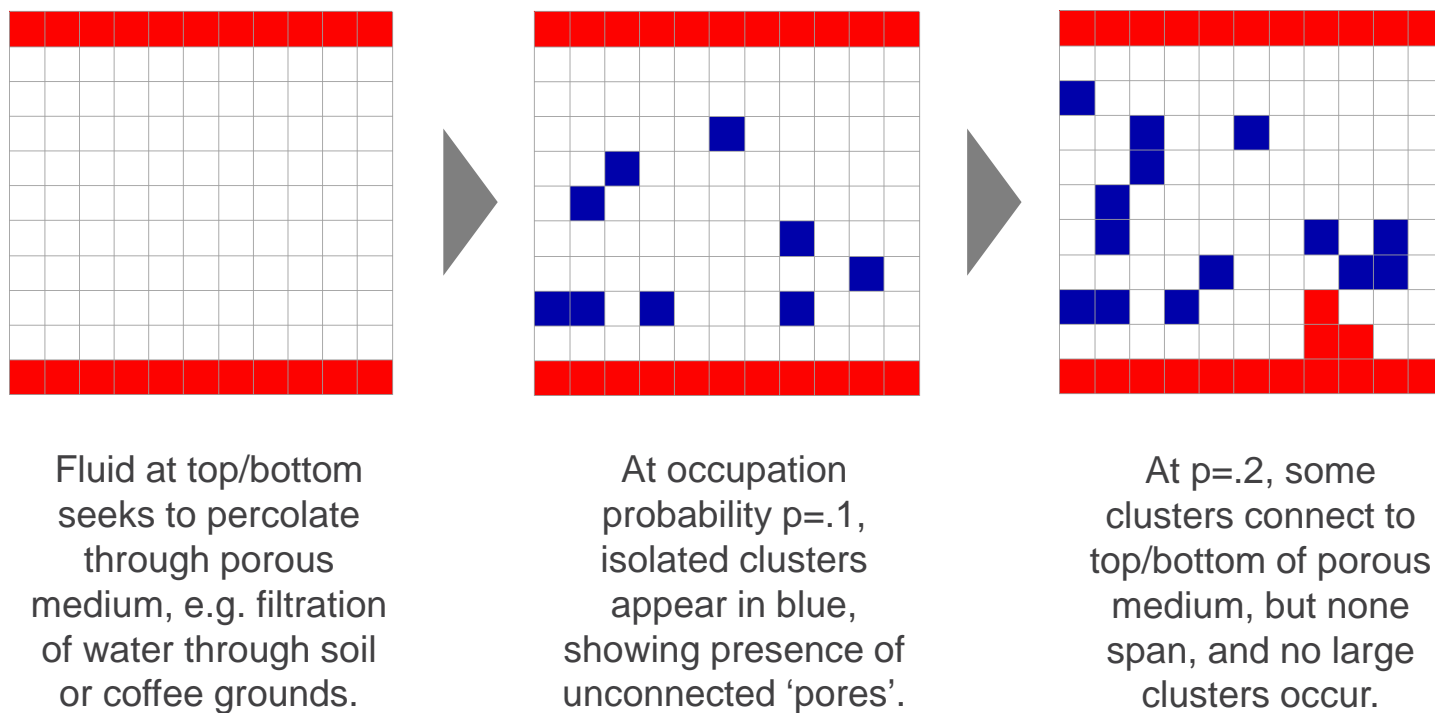 Fluid at top/bottom
seeks to percolate
through porous
medium, e.g. filtration
of water through soil
or coffee grounds.
At occupation
probability p=.1,
isolated clusters
appear in blue,
showing presence of
unconnected ‘pores’.
At p=.2, some
clusters connect to
top/bottom of porous
medium, but none
span, and no large
clusters occur.